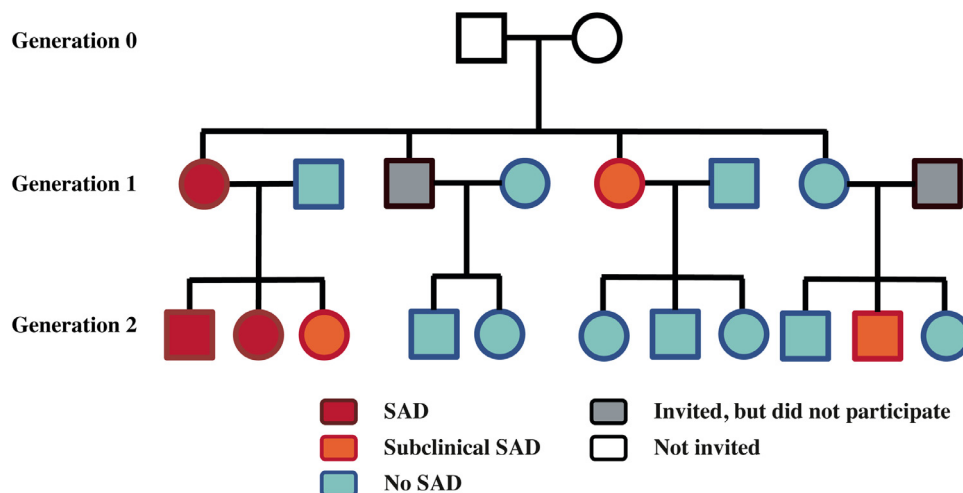 Generation 0
Generation 1
Generation 2
SAD
Invited, but did not participate
Subclinical SAD
Not invited
No SAD